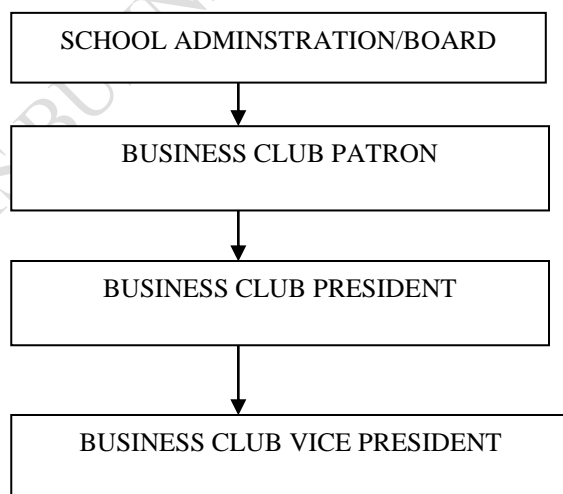 SCHOOL ADMINSTRATION/BOARD
BUSINESS CLUB PATRON
BUSINESS CLUB PRESIDENT
BUSINESS CLUB VICE PRESIDENT